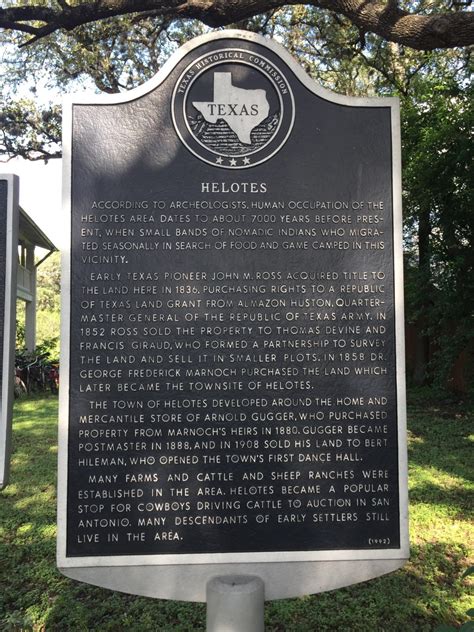 TEXAS HISTORICAL COMMISSION
TEXAS
HELOTES
ACCORDING TO ARCHEOLOGISTS, HUMAN OCCUPATION OF THE
HELOTES AREA DATES TO ABOUT 7000 YEARS BEFORE PRES-
ENT, WHEN SMALL BANDS OF NOMADIC INDIANS WHO MIGRA-
TED SEASONALLY IN SEARCH OF FOOD AND GAME CAMPED IN THIS
VICINITY.
EARLY TEXAS PIONEER JOHN M. ROSS ACQUIRED TITLE TO
THE LAND HERE IN 1836, PURCHASING RIGHTS TO A REPUBLIC
OF TEXAS LAND GRANT FROM ALMAZON HUSTON, QUARTER-
MASTER GENERAL OF THE REPUBLIC OF TEXAS ARMY. IN
1852 ROSS SOLD THE PROPERTY TO THOMAS DEVINE AND
FRANCIS GIRAUD, WHO FORMED A PARTNERSHIP TO SURVEY
THE LAND AND SELL IT IN SMALLER PLOTS. IN 1858 DR.
GEORGE FREDERICK MARNOCH PURCHASED THE LAND WHICH
LATER BECAME THE TOWNSITE OF HELOTES.
THE TOWN OF HELOTES DEVELOPED AROUND THE HOME AND
MERCANTILE STORE OF ARNOLD GUGGER, WHO PURCHASED
PROPERTY FROM MARNOCH'S HEIRS IN 1880. GUGGER BECAME
POSTMASTER IN 1888, AND IN 1908 SOLD HIS LAND TO BERT
HILEMAN, WHO OPENED THE TOWN'S FIRST DANCE HALL.
MANY FARMS AND CATTLE AND SHEEP RANCHES WERE
ESTABLISHED IN THE AREA. HELOTES BECAME A POPULAR
STOP FOR COWBOYS DRIVING CATTLE TO AUCTION IN SAN
ANTONIO. MANY DESCENDANTS OF EARLY SETTLERS STILL
LIVE IN THE AREA.
(1992)